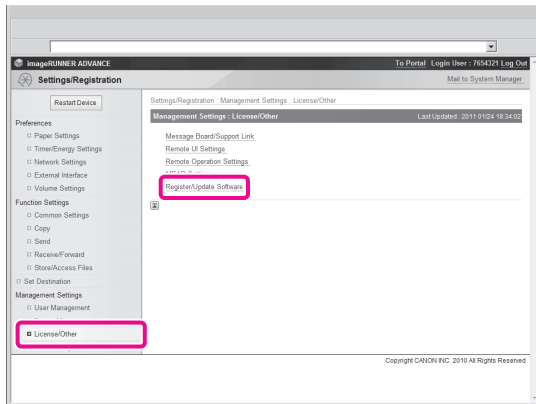 imageRUNNER ADVANCE
To Portal Login User : 7654321 Log Out
Settings/Registration
Mail to System Manager
Restart Device
Settings/Registration : Management Settings : License/Other
Management Settings : License/Other
Last Updated : 2011 01/24 18:34:02
Preferences
Paper Settings
Timer/Energy Settings
Network Settings
External Interface
Volume Settings
Function Settings
Common Settings
Copy
Send
Receive/Forward
Store/Access Files
Set Destination
Management Settings
User Management
License/Other
Message Board/Support Link
Remote UI Settings
Remote Operation Settings
Register/Update Software
Copyright CANON INC. 2010 All Rights Reserved